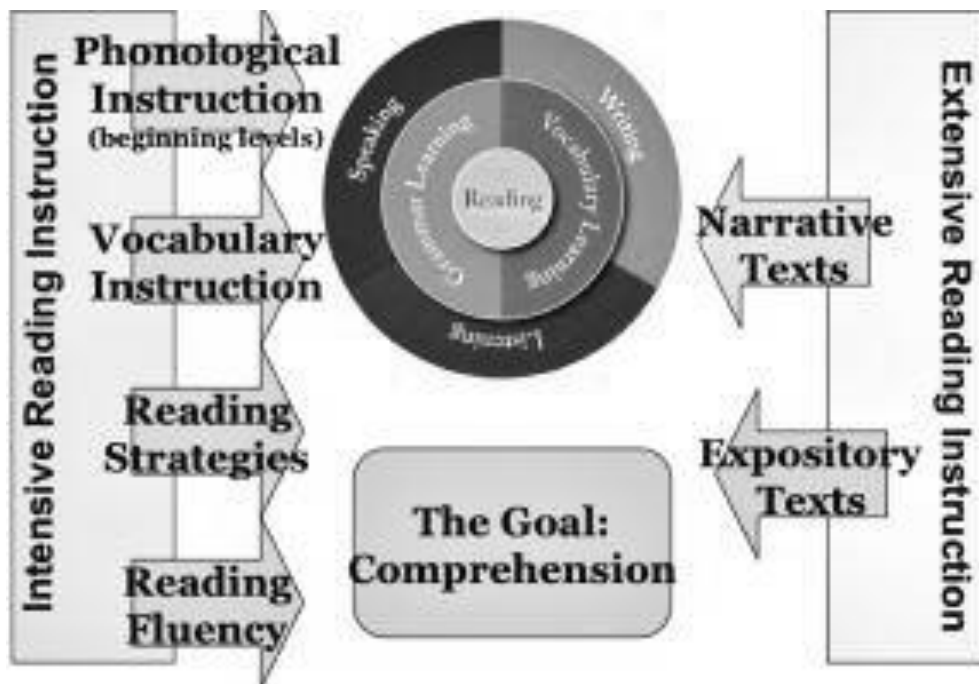 Intensive Reading Instruction
Phonological
Instruction
(beginning levels)
Vocabulary
Instruction
Reading
Strategies
Reading
Fluency
Speaking
Writing
Listening
Grammar Learning
Vocabulary Learning
Reading
The Goal:
Comprehension
Narrative
Texts
Expository
Texts
Extensive Reading Instruction